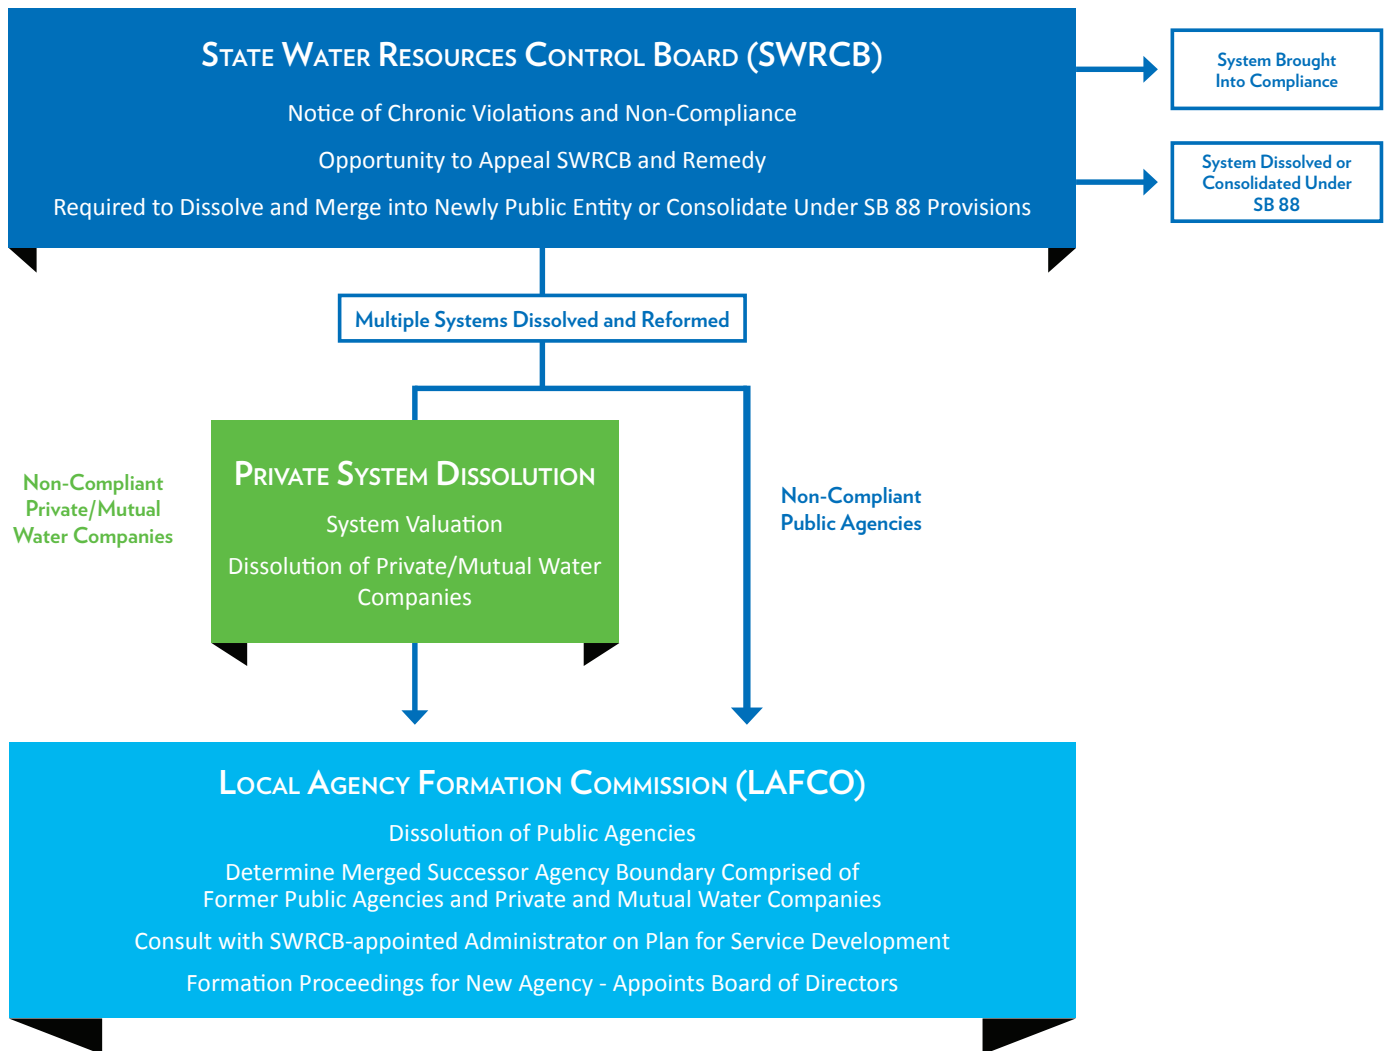 STATE WATER RESOURCES CONTROL BOARD (SWRCB)
Notice of Chronic Violations and Non-Compliance
Opportunity to Appeal SWRCB and Remedy
Required to Dissolve and Merge into Newly Public Entity or Consolidate Under SB 88 Provisions
System Brought
Into Compliance
System Dissolved or
Consolidated Under
SB 88
Multiple Systems Dissolved and Reformed
Non-Compliant
Private/Mutual
Water Companies
PRIVATE SYSTEM DISSOLUTION
System Valuation
Dissolution of Private/Mutual Water
Companies
Non-Compliant
Public Agencies
LOCAL AGENCY FORMATION COMMISSION (LAFCO)
Dissolution of Public Agencies
Determine Merged Successor Agency Boundary Comprised of
Former Public Agencies and Private and Mutual Water Companies
Consult with SWRCB-appointed Administrator on Plan for Service Development
Formation Proceedings for New Agency - Appoints Board of Directors